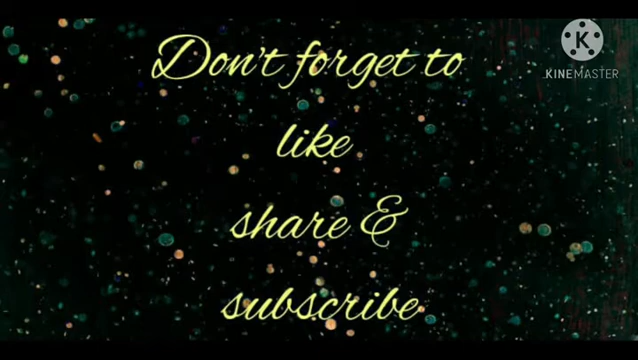 Don't forget to
like
share &
subscribe
K
KINEMASTER